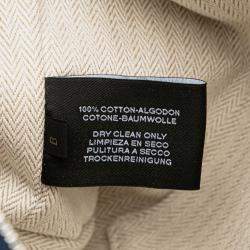 100% COTTON-ALGODON
COTONE-BAUMWOLLE
DRY CLEAN ONLY
LIMPIEZA EN SECO
PULITURA A SECCO
TROCKENREINIGUNG